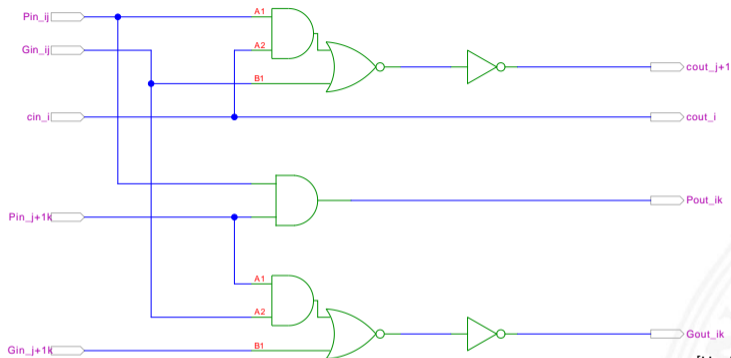 Pin_ij
A1
Gin_ij
A2
cout_j+1
B1
cin_i
cout_i
Pout_ik
Pin_j+1k
A1
A2
Gout_ik
Gin_j+1k
B1